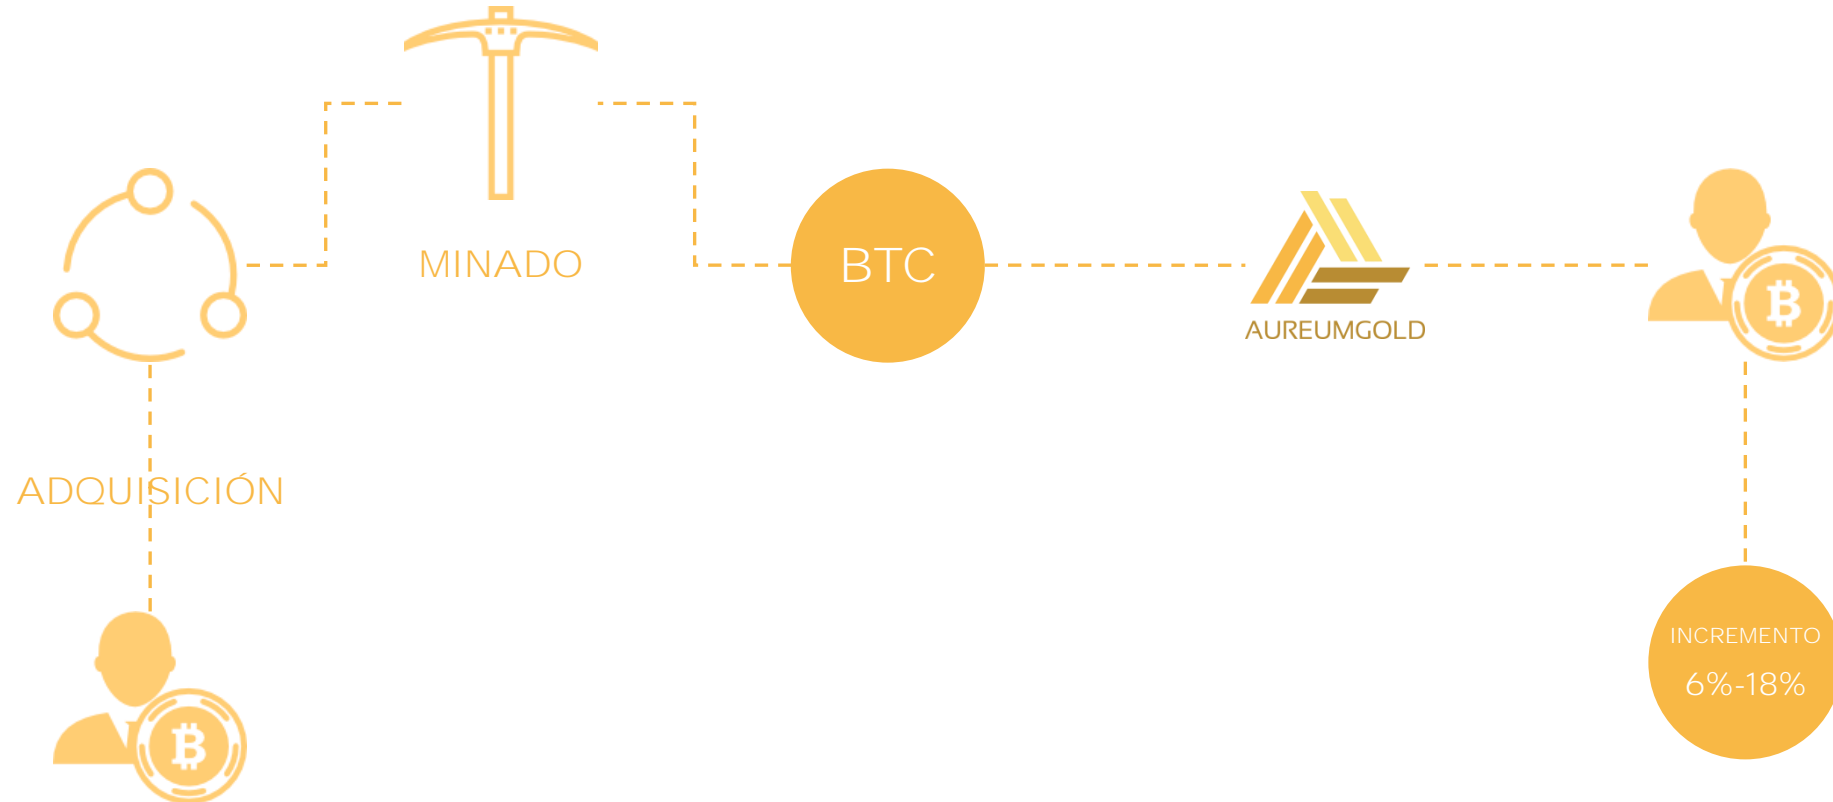 MINADO
BTC
AUREUMGOLD
ADQUISICIÓN
INCREMENTO
6%-18%